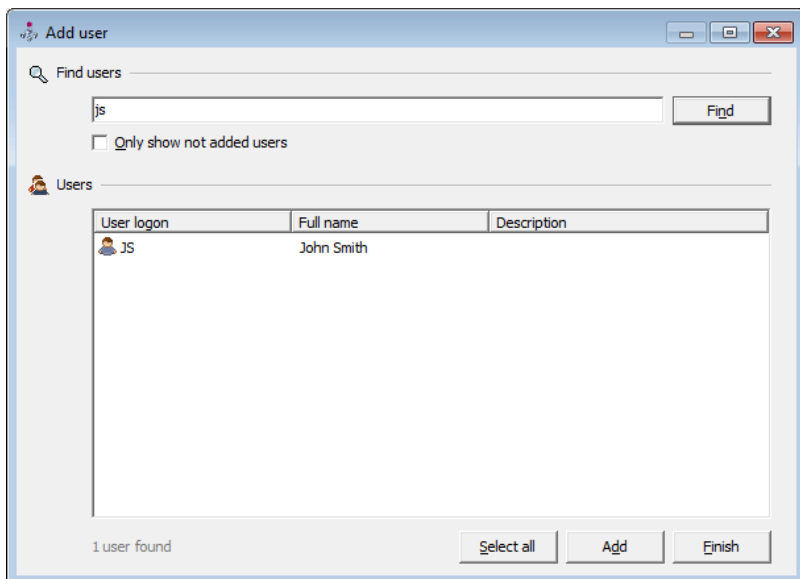 Add user
Find users
js
Find
Only show not added users
Users
User logon Full name Description
JS John Smith
1 user found Select all Add Finish